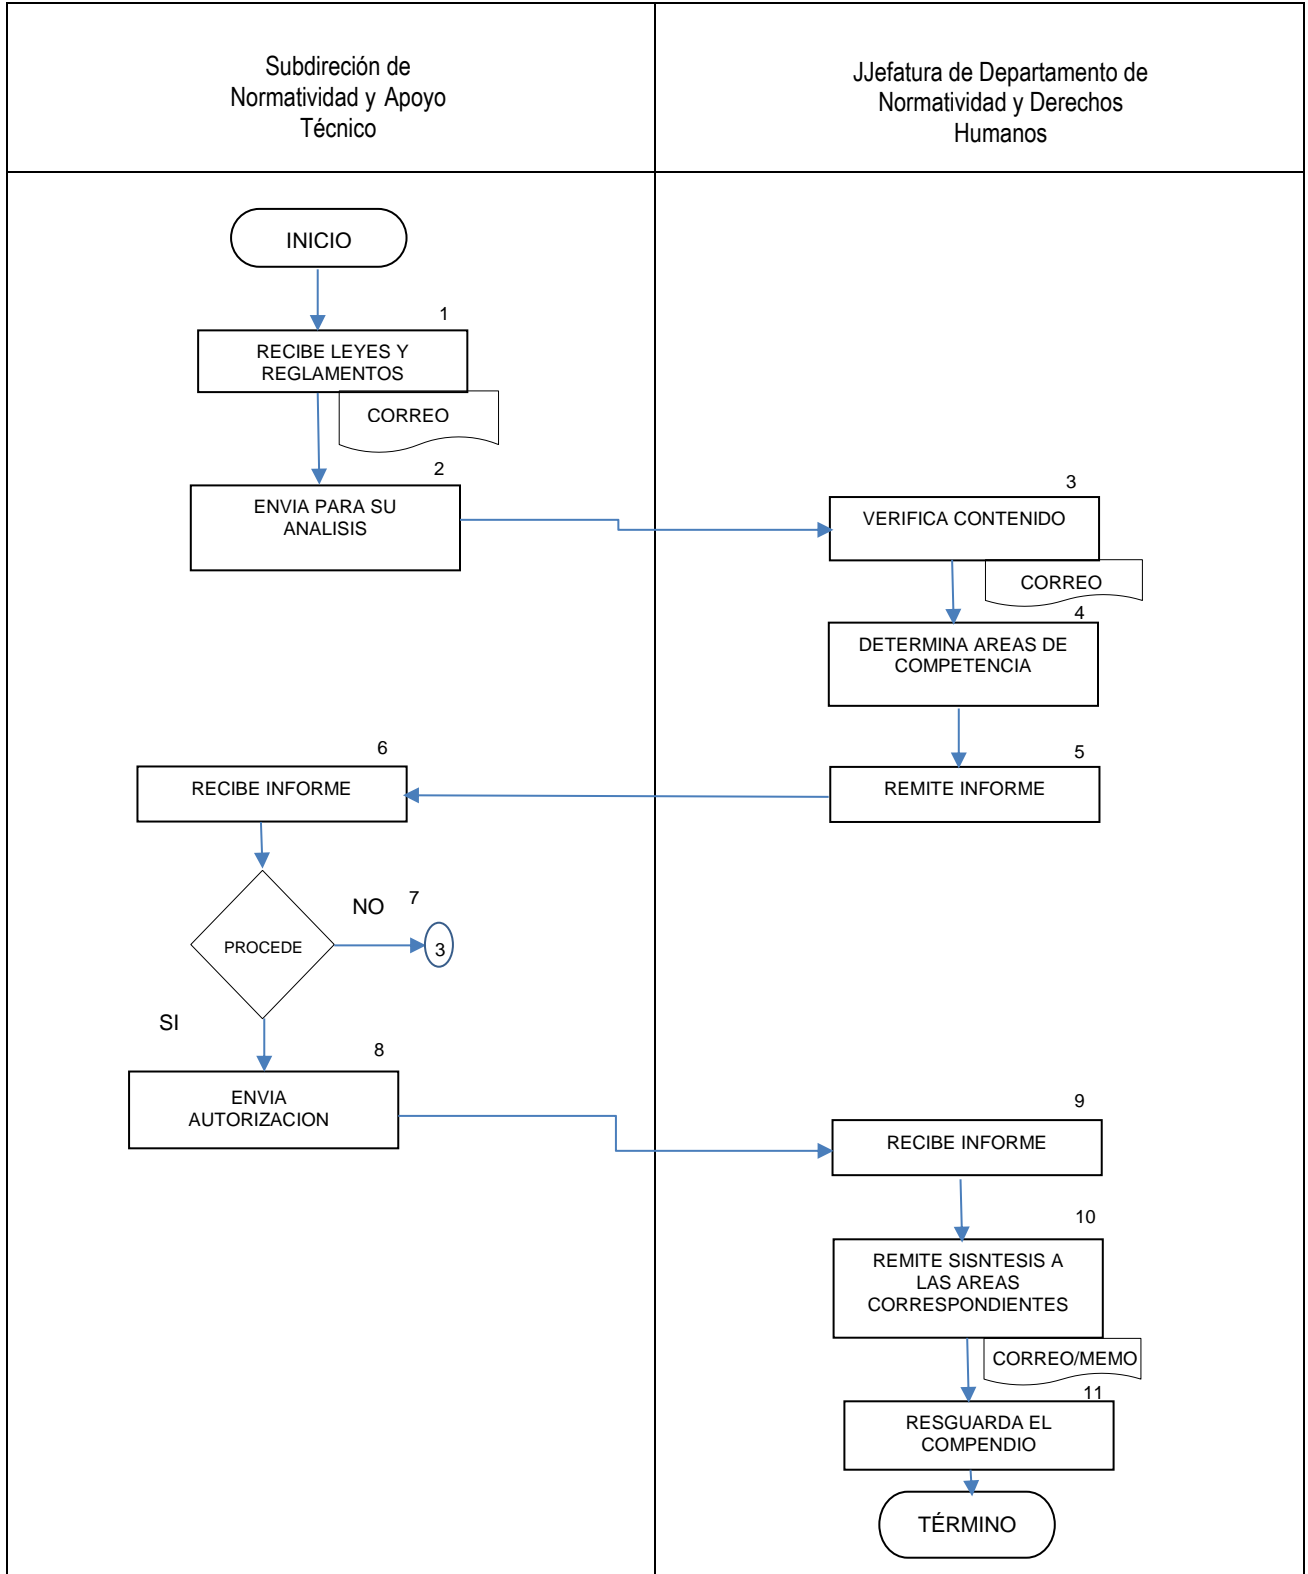 Subdireción de
Normatividad y Apoyo
Técnico
JJefatura de Departamento de
Normatividad y Derechos
Humanos
INICIO
1
RECIBE LEYES Y
REGLAMENTOS
CORREO
2
ENVIA PARA SU
ANALISIS
3
VERIFICA CONTENIDO
CORREO
4
DETERMINA AREAS DE
COMPETENCIA
5
REMITE INFORME
6
RECIBE INFORME
PROCEDE
NO
7
3
SI
8
ENVIA
AUTORIZACION
9
RECIBE INFORME
10
REMITE SISNTESIS A
LAS AREAS
CORRESPONDIENTES
CORREO/MEMO
11
RESGUARDA EL
COMPENDIO
TÉRMINO